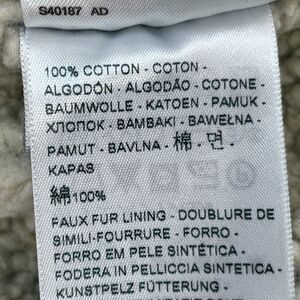 S40187 AD
100% COTTON - COTON -
ALGODÓN - ALGODÃO - COTONE -
BAUMWOLLE - KATOEN - PAMUK -
ХЛОПОК - BAMBAKI - BAWEŁNA -
PAMUT - BAVLNA - 棉 - 면 -
KAPAS
綿100%
FAUX FUR LINING - DOUBLURE DE
SIMILI-FOURRURE - FORRO -
FORRO EM PELE SINTÉTICA -
FODERA IN PELLICCIA SINTETICA -
KUNSTPELZ FÜTTERUNG -